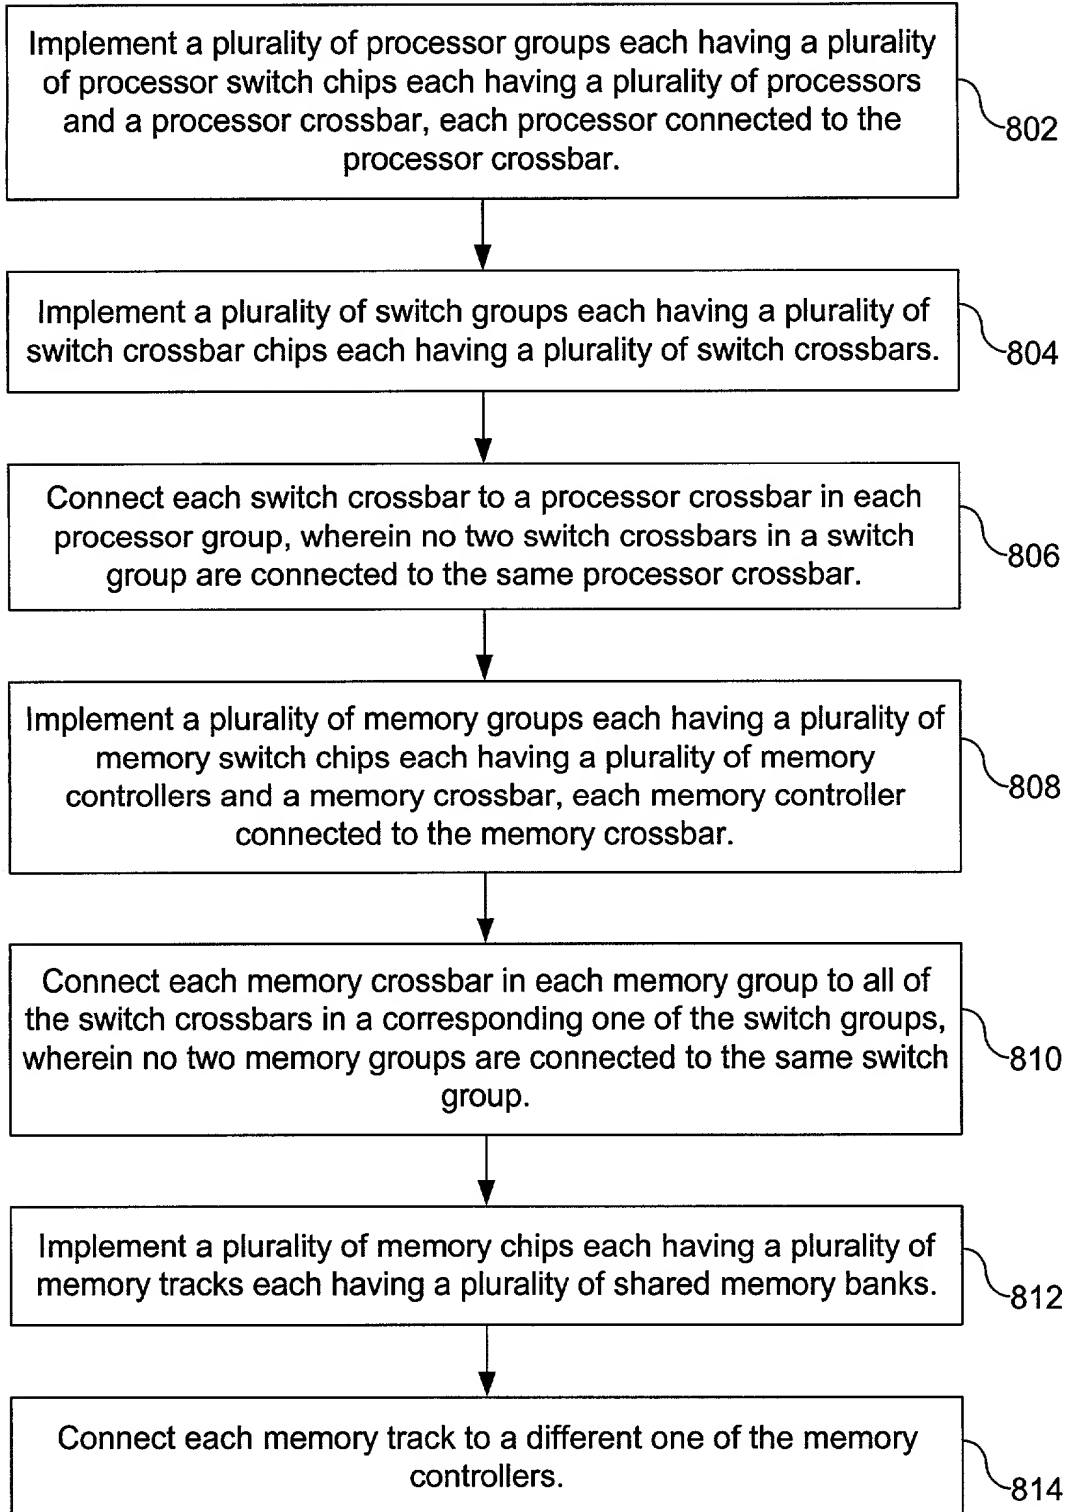 Implement a plurality of processor groups each having a plurality
of processor switch chips each having a plurality of processors
and a processor crossbar, each processor connected to the
processor crossbar.
802
Implement a plurality of switch groups each having a plurality of
switch crossbar chips each having a plurality of switch crossbars.
804
Connect each switch crossbar to a processor crossbar in each
processor group, wherein no two switch crossbars in a switch
group are connected to the same processor crossbar.
806
Implement a plurality of memory groups each having a plurality of
memory switch chips each having a plurality of memory
controllers and a memory crossbar, each memory controller
connected to the memory crossbar.
808
Connect each memory crossbar in each memory group to all of
the switch crossbars in a corresponding one of the switch groups,
wherein no two memory groups are connected to the same switch
group.
810
Implement a plurality of memory chips each having a plurality of
memory tracks each having a plurality of shared memory banks.
812
Connect each memory track to a different one of the memory
controllers.
814